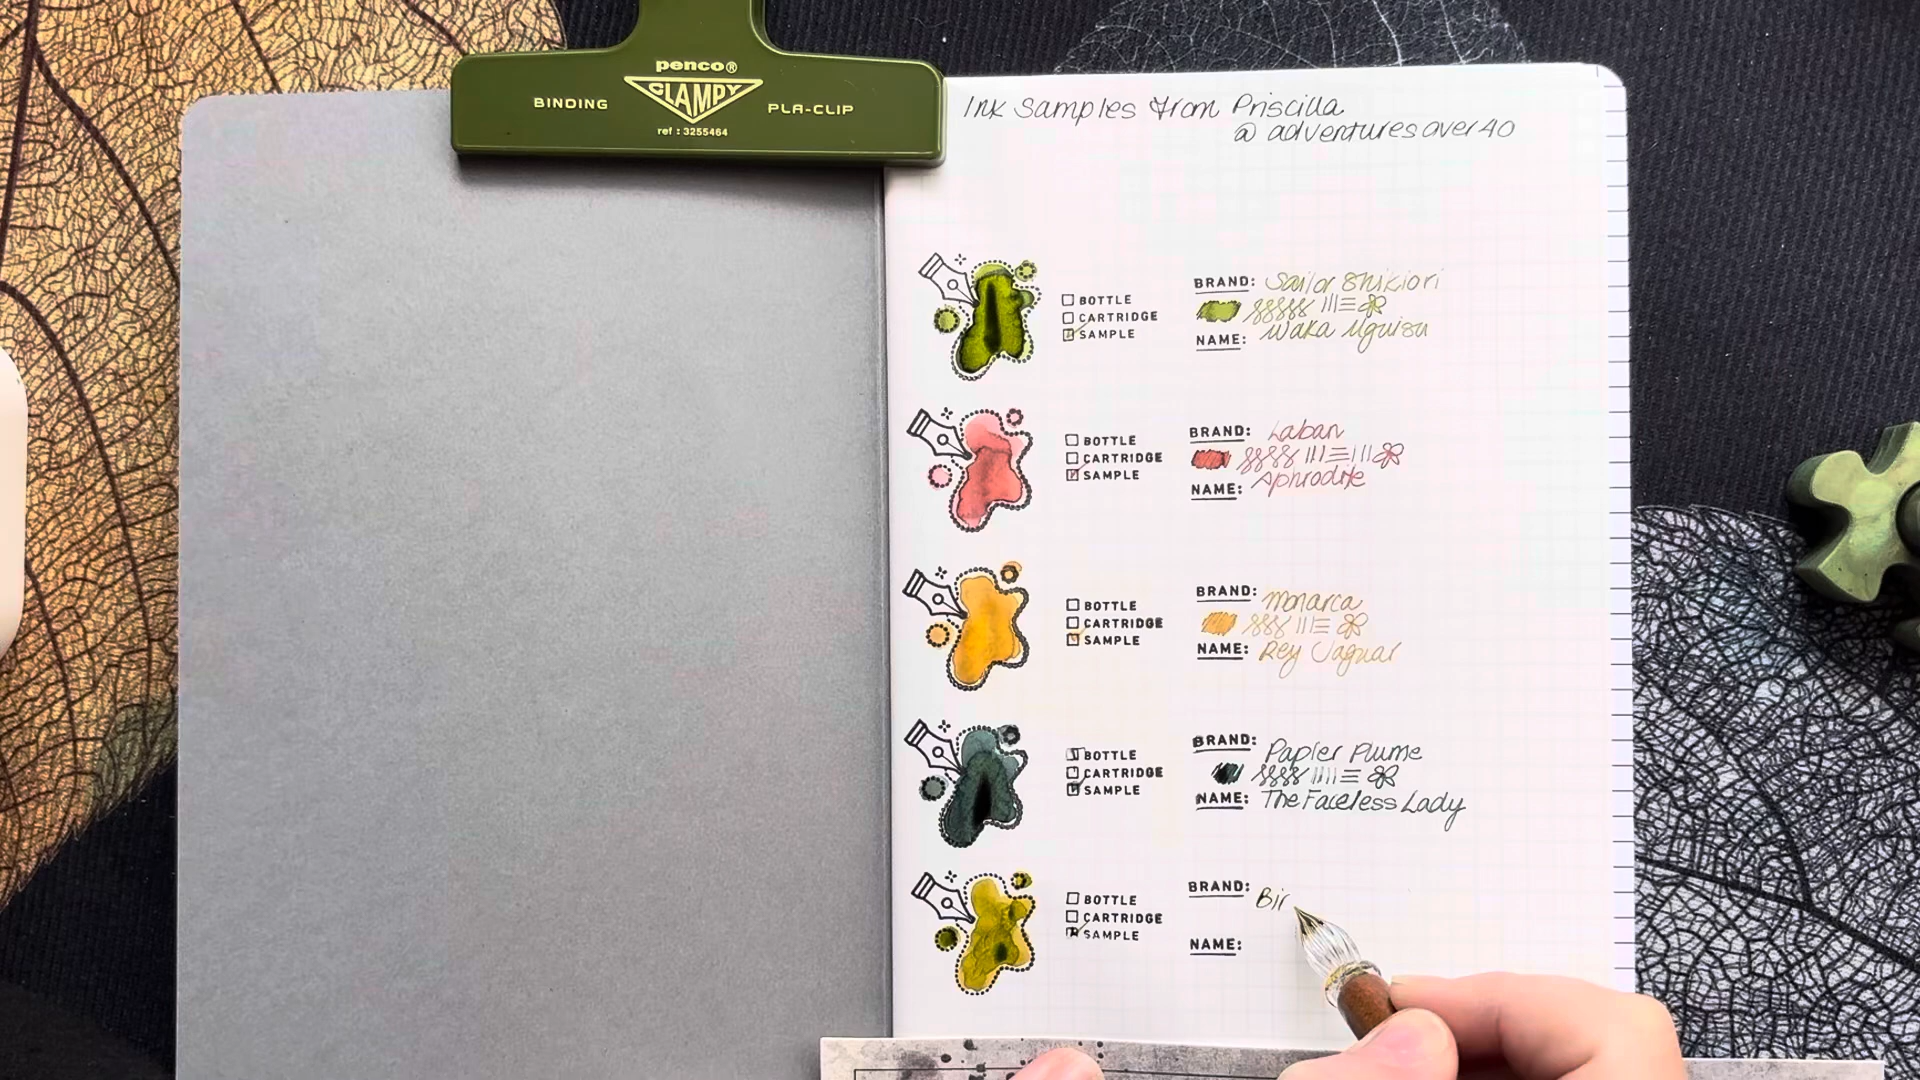 penco®
CLAMPY
BINDING
PLA-CLIP
ref : 3255464
Ink Samples from Priscilla
@ adventuresover40
BOTTLE
CARTRIDGE
SAMPLE
BRAND: Sailor Shikiori
NAME: Waka Uguisu
BOTTLE
CARTRIDGE
SAMPLE
BRAND: Laban
NAME: Aphrodite
BOTTLE
CARTRIDGE
SAMPLE
BRAND: Monarca
NAME: Rey Jaguar
BOTTLE
CARTRIDGE
SAMPLE
BRAND: Papier Plume
NAME: The Faceless Lady
BOTTLE
CARTRIDGE
SAMPLE
BRAND: Bir
NAME: